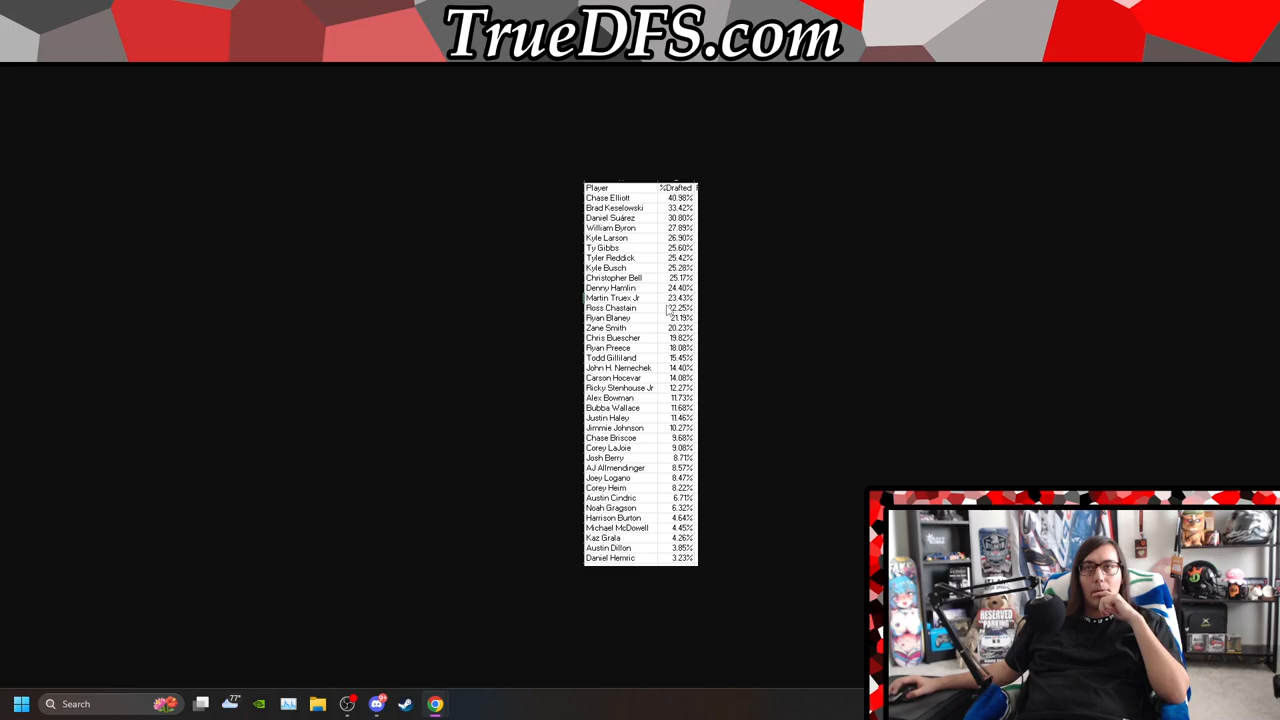 TrueDFS.com
Player %Drafted
Chase Elliott 40.98%
Brad Keselowski 33.42%
Daniel Suárez 30.80%
William Byron 27.89%
Kyle Larson 26.90%
Ty Gibbs 25.60%
Tyler Reddick 25.42%
Kyle Busch 25.28%
Christopher Bell 25.17%
Denny Hamlin 24.40%
Martin Truex Jr 23.43%
Ross Chastain 22.25%
Ryan Blaney 21.19%
Zane Smith 20.23%
Chris Buescher 19.82%
Ryan Preece 18.08%
Todd Gilliland 15.45%
John H. Nemechek 14.40%
Carson Hocevar 14.08%
Ricky Stenhouse Jr 12.27%
Alex Bowman 11.73%
Bubba Wallace 11.68%
Justin Haley 11.46%
Jimmie Johnson 10.27%
Chase Briscoe 9.68%
Corey LaJoie 9.08%
Josh Berry 8.71%
AJ Allmendinger 8.57%
Joey Logano 8.47%
Corey Heim 8.22%
Austin Cindric 6.71%
Noah Gragson 6.32%
Harrison Burton 4.64%
Michael McDowell 4.45%
Kaz Grala 4.26%
Austin Dillon 3.85%
Daniel Hemric 3.23%
RESERVED
PARKING
Search
77°